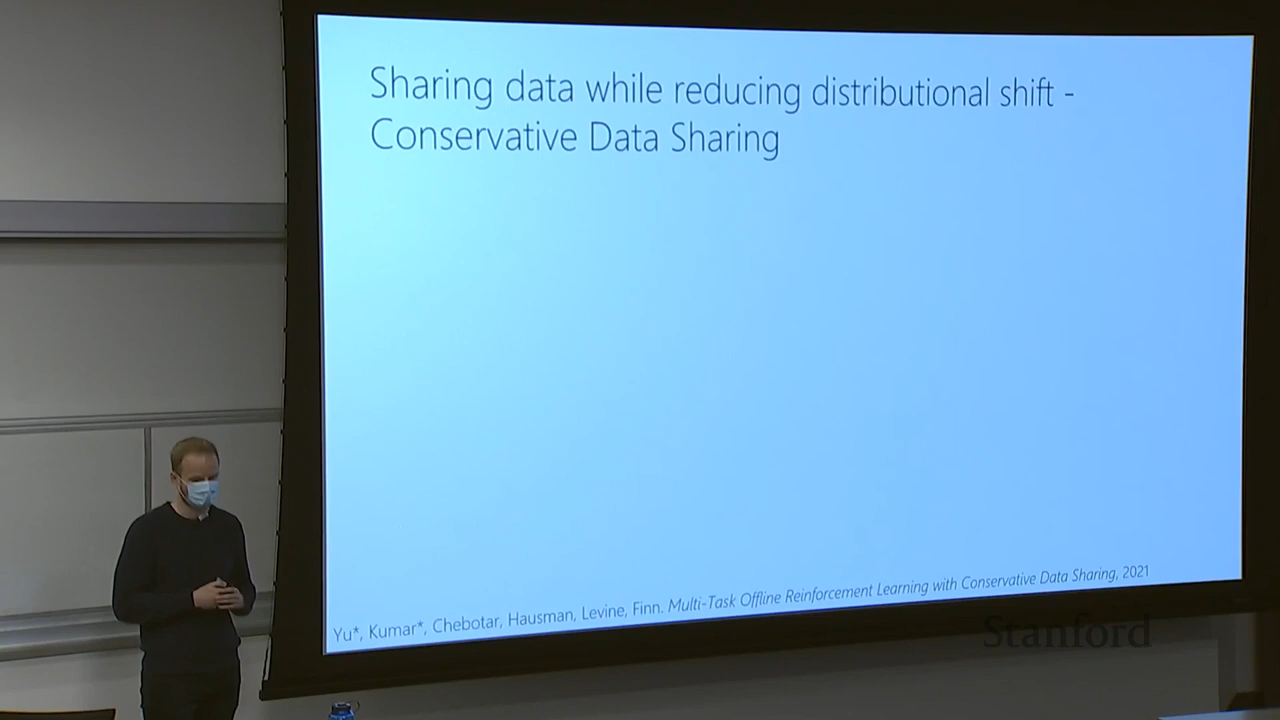 Sharing data while reducing distributional shift -
Conservative Data Sharing
Yu*, Kumar*, Chebotar, Hausman, Levine, Finn. Multi-Task Offline Reinforcement Learning with Conservative Data Sharing, 2021
Stanford